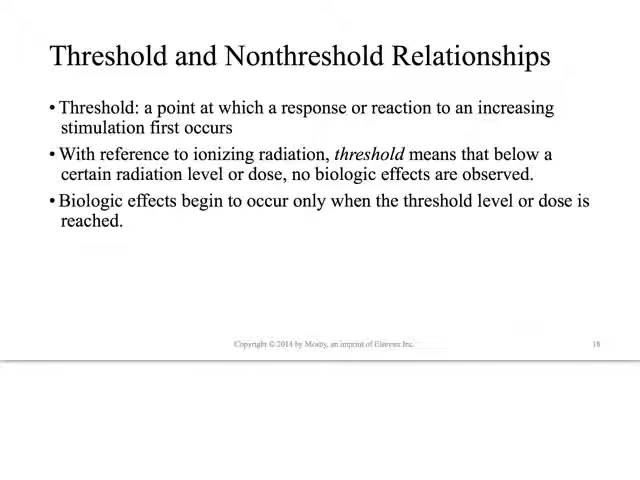 Threshold and Nonthreshold Relationships
• Threshold: a point at which a response or reaction to an increasing
stimulation first occurs
• With reference to ionizing radiation, threshold means that below a
certain radiation level or dose, no biologic effects are observed.
• Biologic effects begin to occur only when the threshold level or dose is
reached.
Copyright © 2014 by Mosby, an imprint of Elsevier Inc.
18